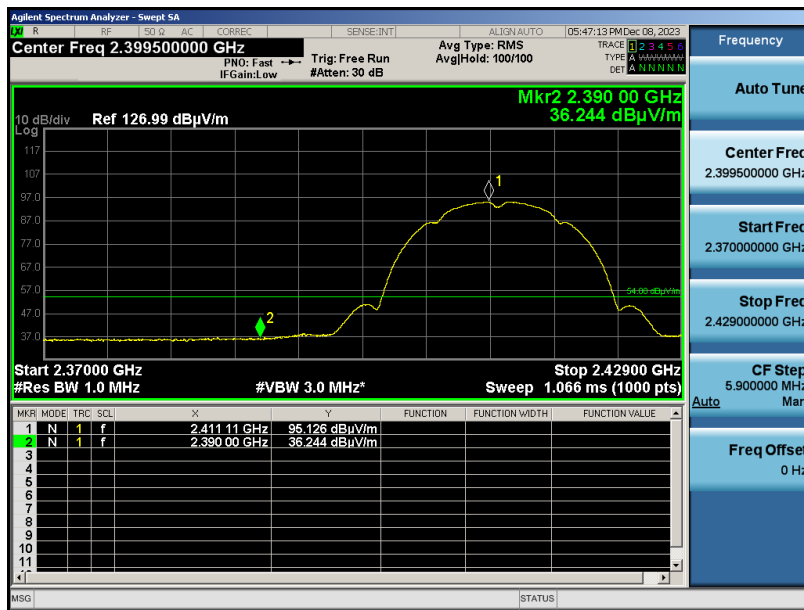 Agilent Spectrum Analyzer - Swept SA
LXI R RF 50 Ω AC CORREC SENSE:INT ALIGN AUTO 05:47:13 PM Dec 08, 2023
Center Freq 2.399500000 GHz
PNO: Fast
IFGain:Low
Trig: Free Run
#Atten: 30 dB
Avg Type: RMS
Avg|Hold: 100/100
TRACE 1 2 3 4 5 6
TYPE A
DET A N N N N N
Mkr2 2.390 00 GHz
36.244 dBµV/m
10 dB/div Ref 126.99 dBµV/m
Log
117
107
97.0
87.0
77.0
67.0
57.0
47.0
37.0
1
2
54.00 dBµV/m
Start 2.37000 GHz Stop 2.42900 GHz
#Res BW 1.0 MHz #VBW 3.0 MHz* Sweep 1.066 ms (1000 pts)
MKR MODE TRC SCL X Y FUNCTION FUNCTION WIDTH FUNCTION VALUE
1 N 1 f 2.411 11 GHz 95.126 dBµV/m
2 N 1 f 2.390 00 GHz 36.244 dBµV/m
3
4
5
6
7
8
9
10
11
MSG STATUS
Frequency
Auto Tune
Center Freq
2.399500000 GHz
Start Freq
2.370000000 GHz
Stop Freq
2.429000000 GHz
CF Step
5.900000 MHz
Auto Man
Freq Offset
0 Hz